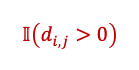 𝕀(d_{i,j} > 0)